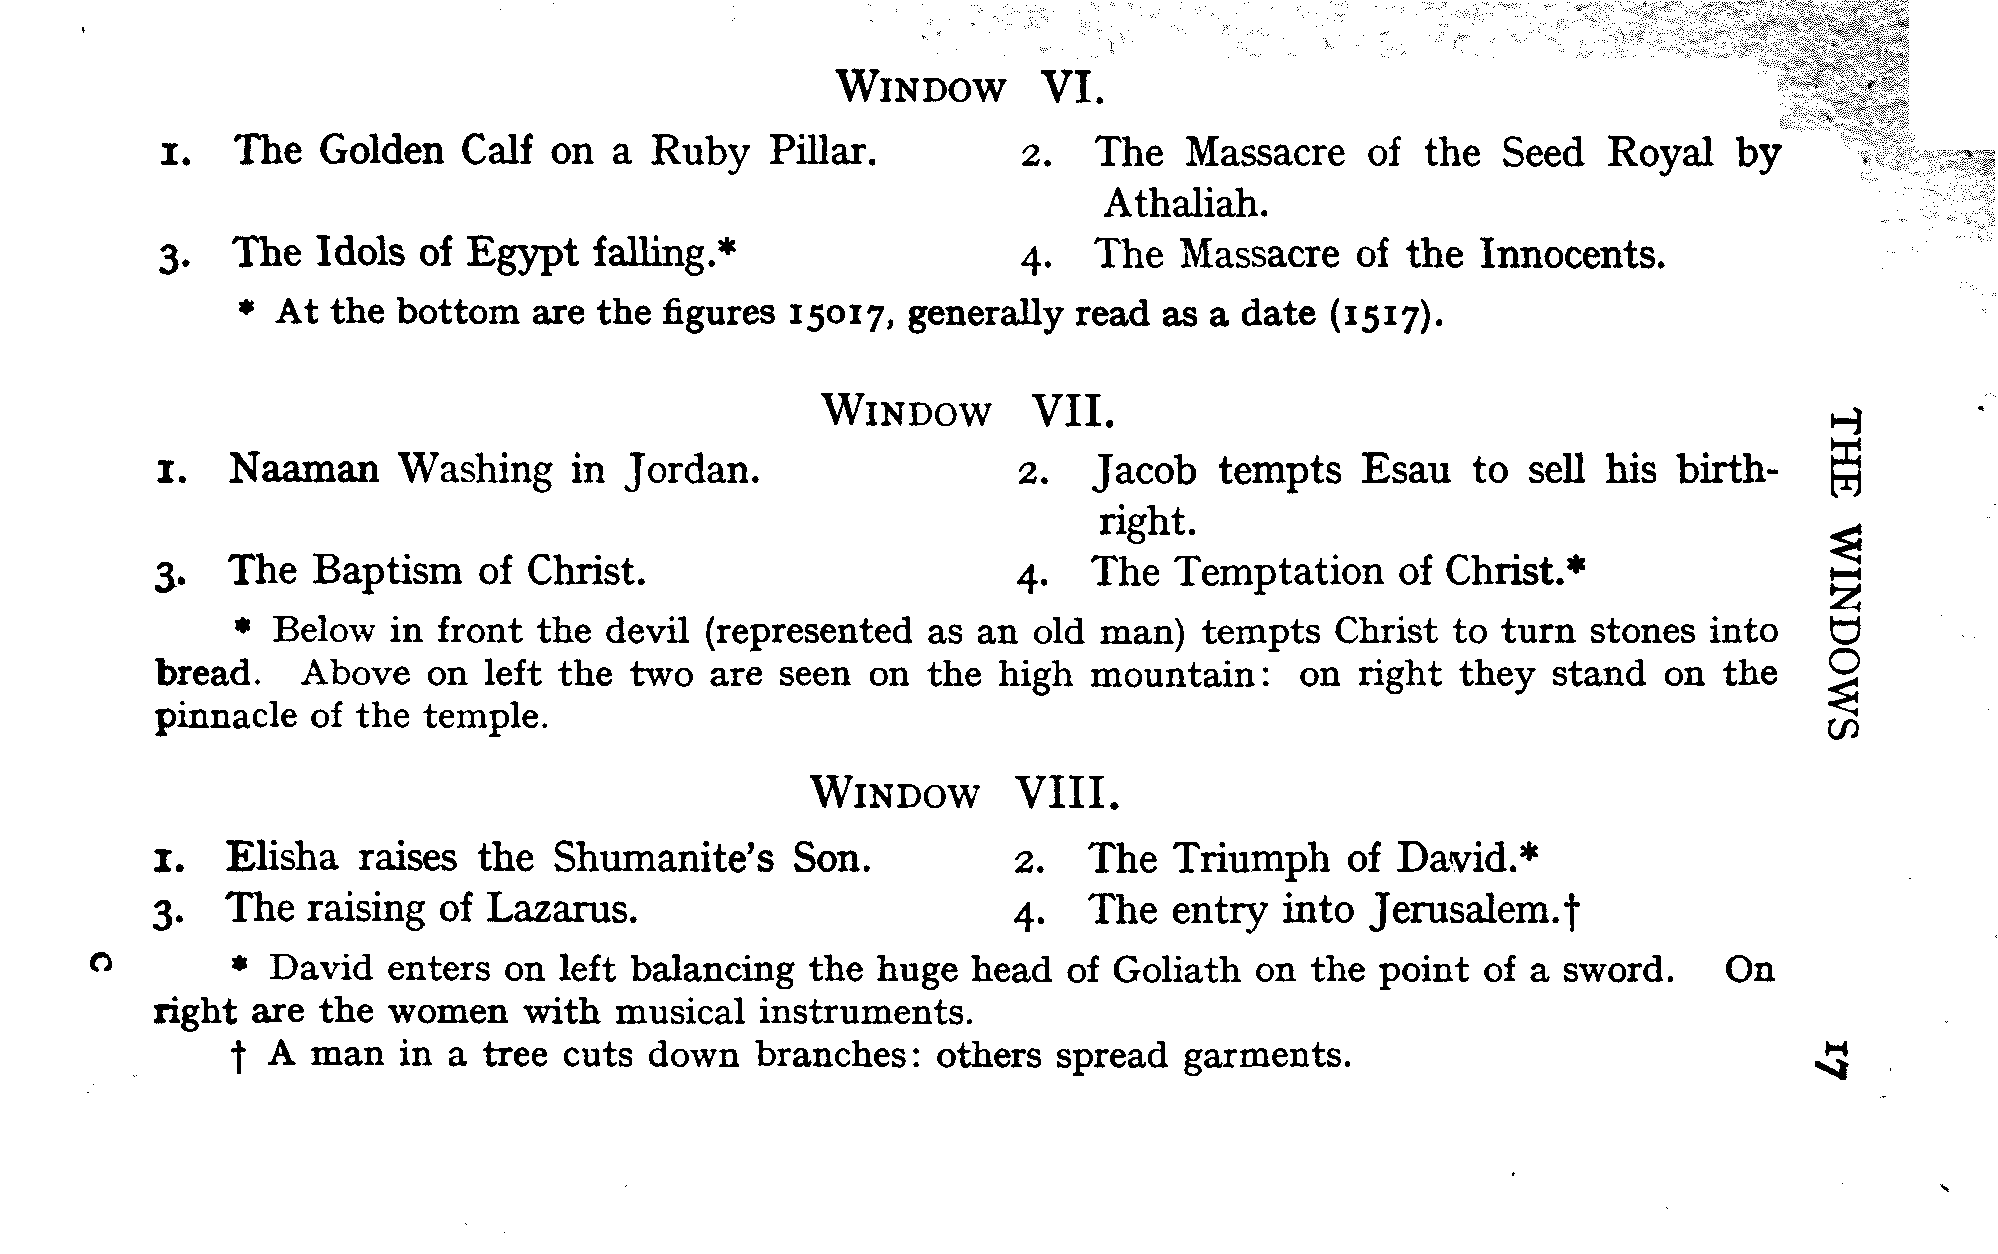 WINDOW VI.
1. The Golden Calf on a Ruby Pillar.
2. The Massacre of the Seed Royal by
Athaliah.
3. The Idols of Egypt falling.*
4. The Massacre of the Innocents.
* At the bottom are the figures 15017, generally read as a date (1517).
WINDOW VII.
1. Naaman Washing in Jordan.
2. Jacob tempts Esau to sell his birth-
right.
3. The Baptism of Christ.
4. The Temptation of Christ.*
* Below in front the devil (represented as an old man) tempts Christ to turn stones into
bread. Above on left the two are seen on the high mountain: on right they stand on the
pinnacle of the temple.
WINDOW VIII.
1. Elisha raises the Shumanite's Son.
2. The Triumph of David.*
3. The raising of Lazarus.
4. The entry into Jerusalem.†
* David enters on left balancing the huge head of Goliath on the point of a sword. On
right are the women with musical instruments.
† A man in a tree cuts down branches: others spread garments.
C
THE WINDOWS
17